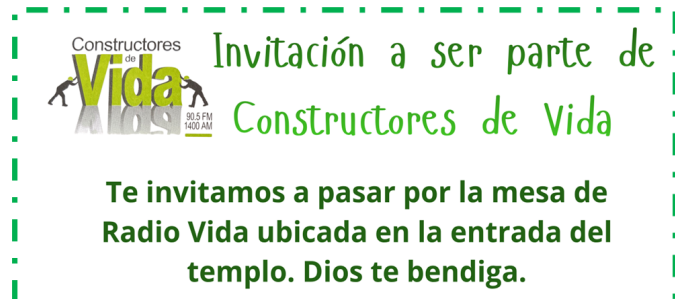 Constructores
de
Vida
90.5 FM
1400 AM
Invitación a ser parte de
Constructores de Vida
Te invitamos a pasar por la mesa de
Radio Vida ubicada en la entrada del
templo. Dios te bendiga.